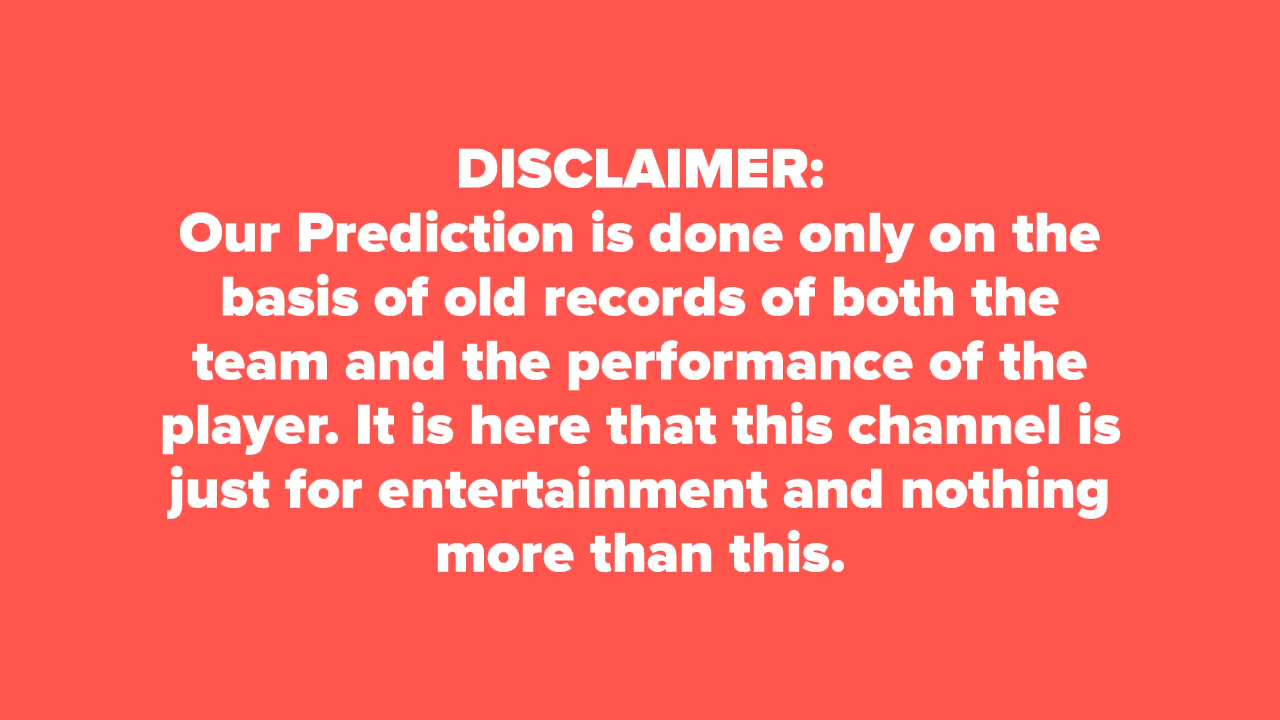 DISCLAIMER:
Our Prediction is done only on the
basis of old records of both the
team and the performance of the
player. It is here that this channel is
just for entertainment and nothing
more than this.